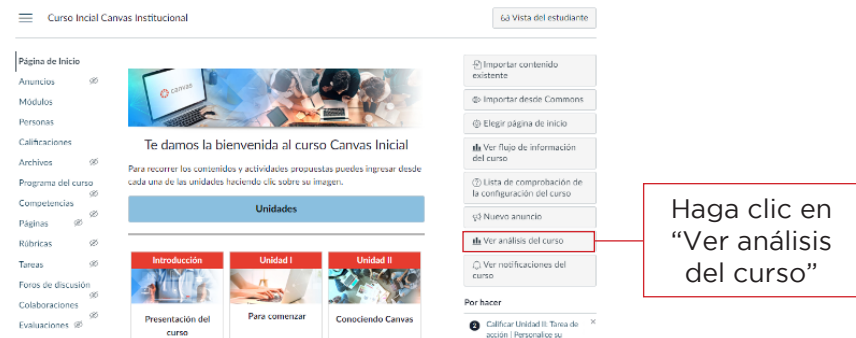 Curso Incial Canvas Institucional
Vista del estudiante
Página de Inicio
Anuncios
Módulos
Personas
Calificaciones
Archivos
Programa del curso
Competencias
Páginas
Rúbricas
Tareas
Foros de discusión
Colaboraciones
Evaluaciones
canvas
Te damos la bienvenida al curso Canvas Inicial
Para recorrer los contenidos y actividades propuestas puedes ingresar desde
cada una de las unidades haciendo clic sobre su imagen.
Unidades
Introducción
Presentación del
curso
Unidad I
Para comenzar
Unidad II
Conociendo Canvas
Importar contenido
existente
Importar desde Commons
Elegir página de inicio
Ver flujo de información
del curso
Lista de comprobación de
la configuración del curso
Nuevo anuncio
Ver análisis del curso
Ver notificaciones del
curso
Por hacer
2 Calificar Unidad II: Tarea de
acción | Personalice su
Haga clic en
“Ver análisis
del curso”